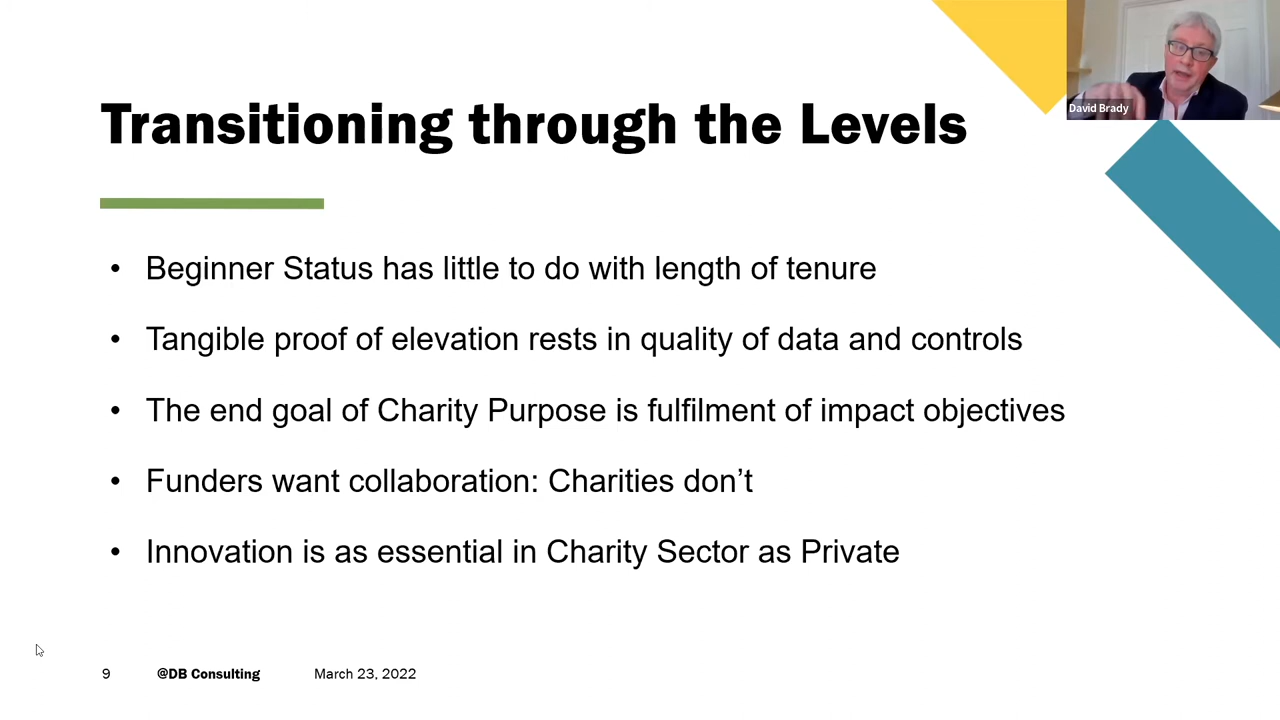 David Brady
Transitioning through the Levels
• Beginner Status has little to do with length of tenure
• Tangible proof of elevation rests in quality of data and controls
• The end goal of Charity Purpose is fulfilment of impact objectives
• Funders want collaboration: Charities don’t
• Innovation is as essential in Charity Sector as Private
9 @DB Consulting March 23, 2022